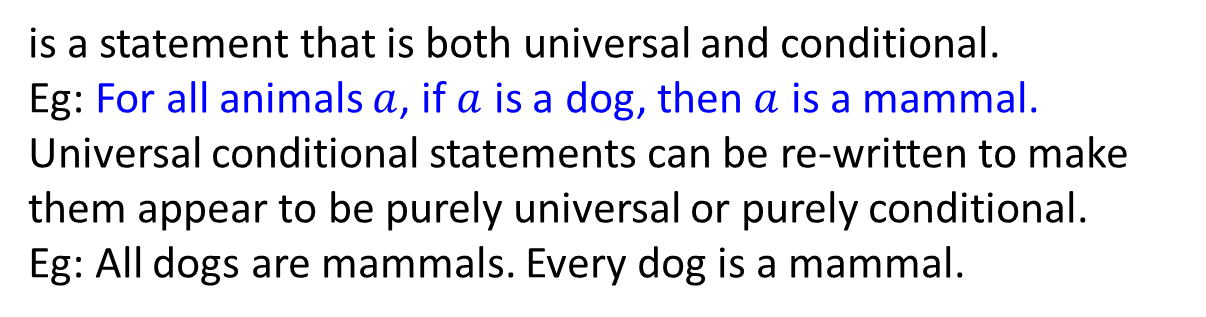 is a statement that is both universal and conditional.
Eg: For all animals a, if a is a dog, then a is a mammal.
Universal conditional statements can be re-written to make
them appear to be purely universal or purely conditional.
Eg: All dogs are mammals. Every dog is a mammal.